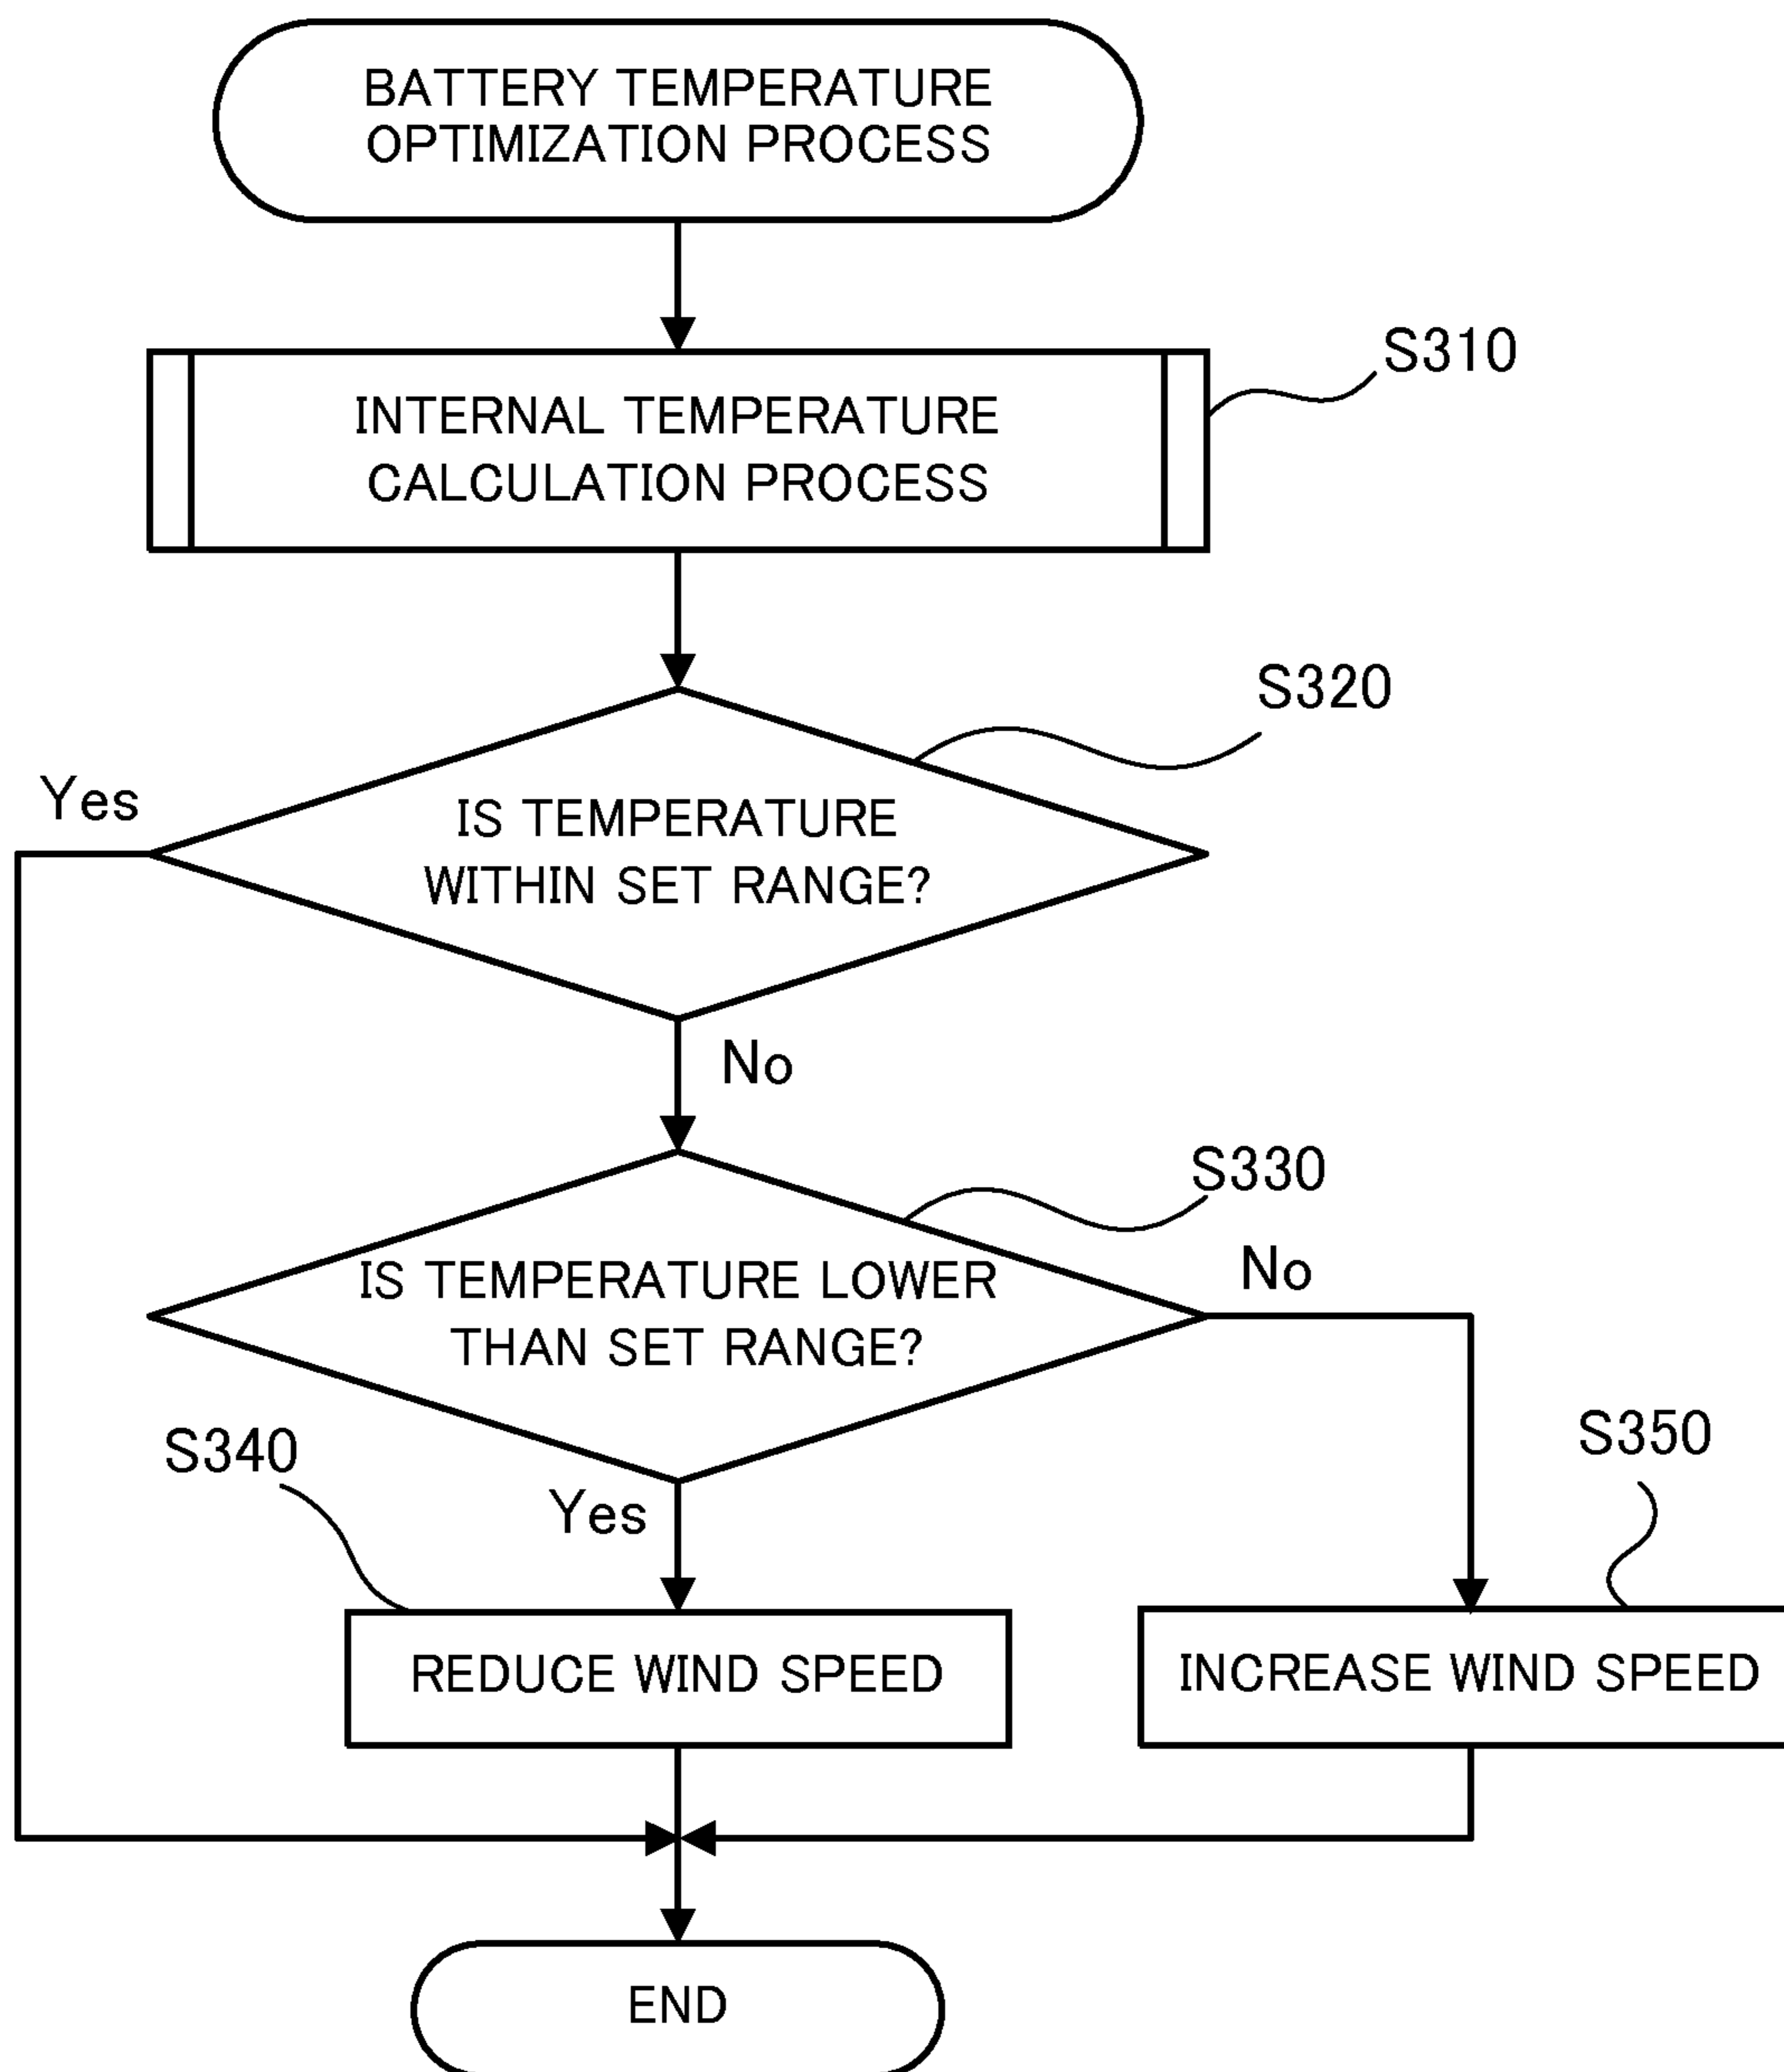 BATTERY TEMPERATURE
OPTIMIZATION PROCESS
S310
INTERNAL TEMPERATURE
CALCULATION PROCESS
S320
Yes
IS TEMPERATURE
WITHIN SET RANGE?
No
S330
No
IS TEMPERATURE LOWER
THAN SET RANGE?
S340
Yes
S350
REDUCE WIND SPEED
INCREASE WIND SPEED
END